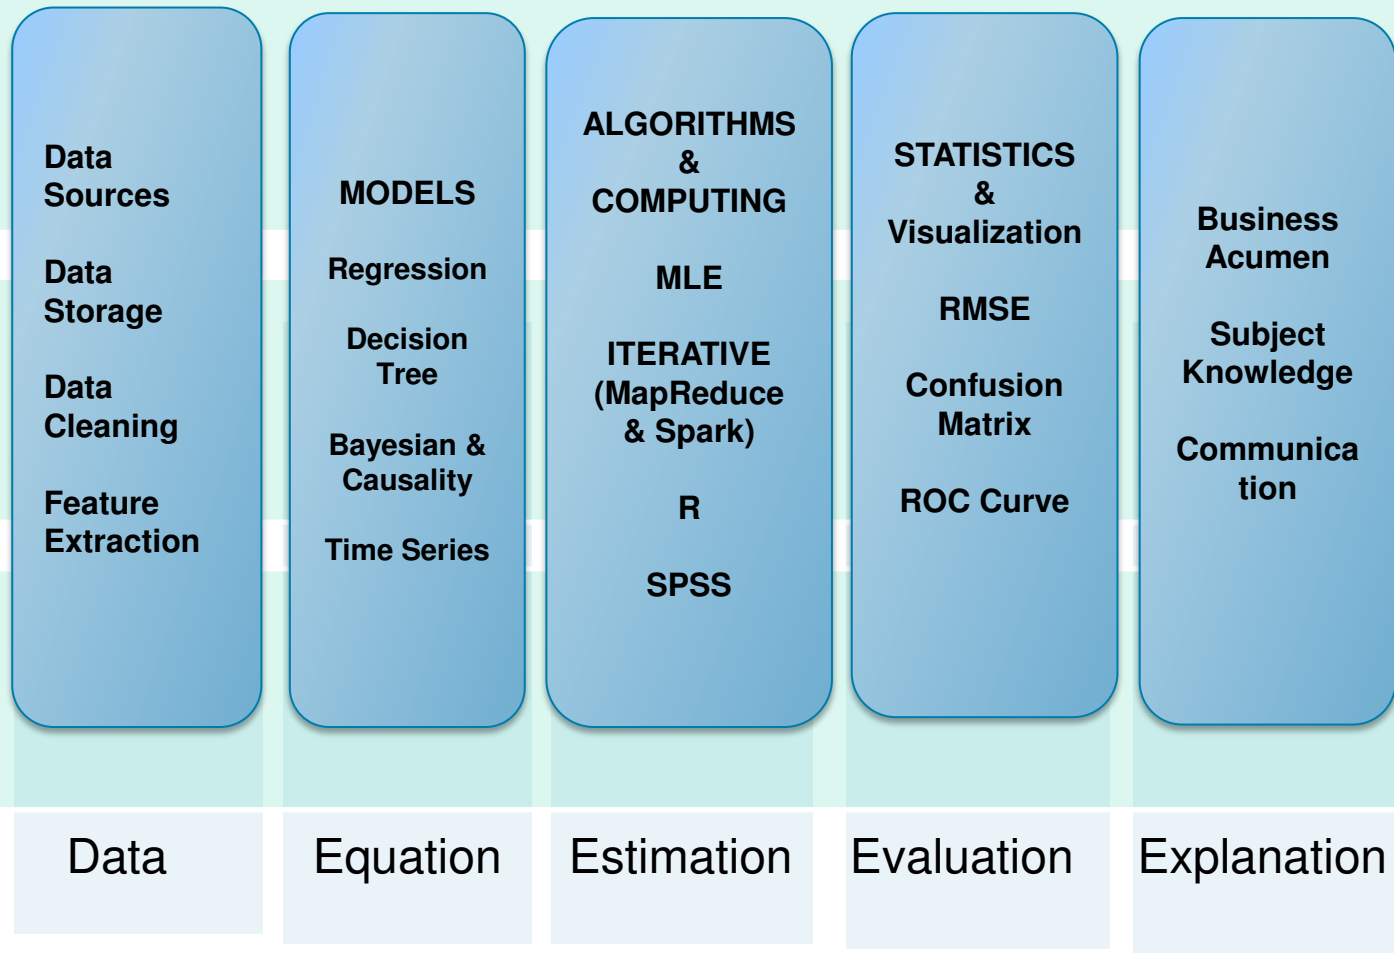 Data
Sources
Data
Storage
Data
Cleaning
Feature
Extraction
MODELS
Regression
Decision
Tree
Bayesian &
Causality
Time Series
ALGORITHMS
&
COMPUTING
MLE
ITERATIVE
(MapReduce
& Spark)
R
SPSS
STATISTICS
&
Visualization
RMSE
Confusion
Matrix
ROC Curve
Business
Acumen
Subject
Knowledge
Communica
tion
Data
Equation
Estimation
Evaluation
Explanation